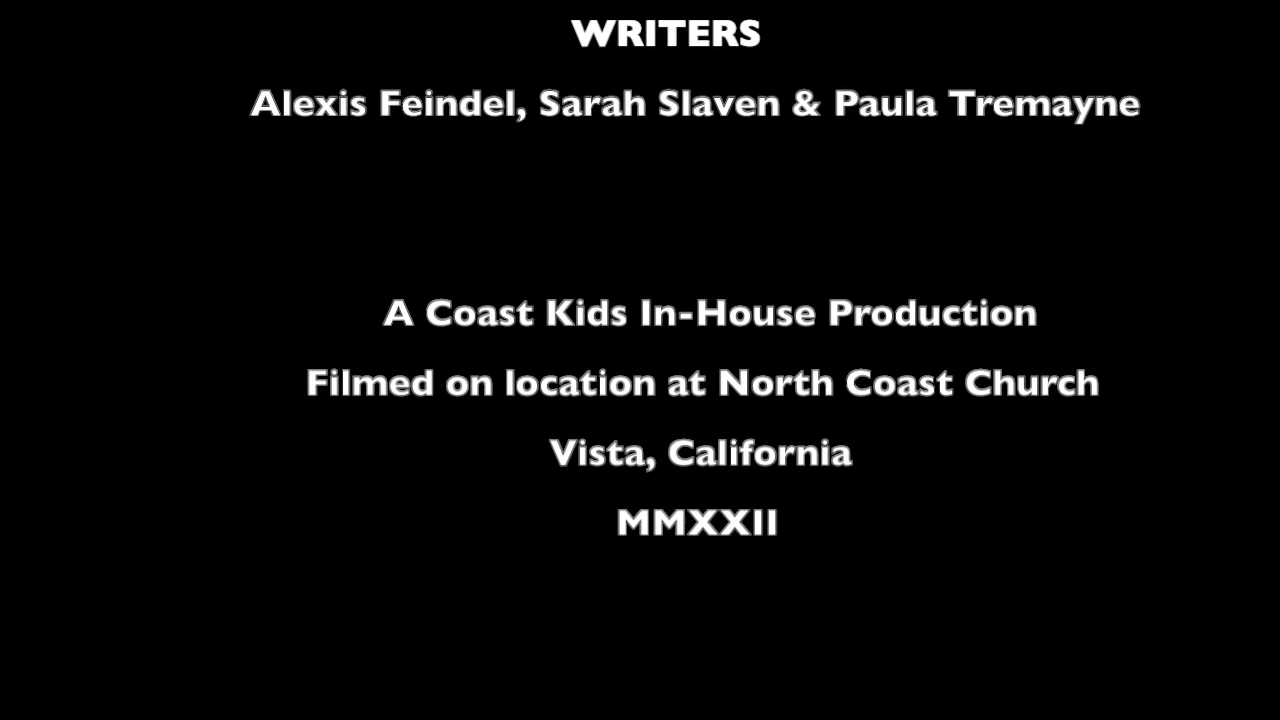 WRITERS
Alexis Feindel, Sarah Slaven & Paula Tremayne
A Coast Kids In-House Production
Filmed on location at North Coast Church
Vista, California
MMXXII